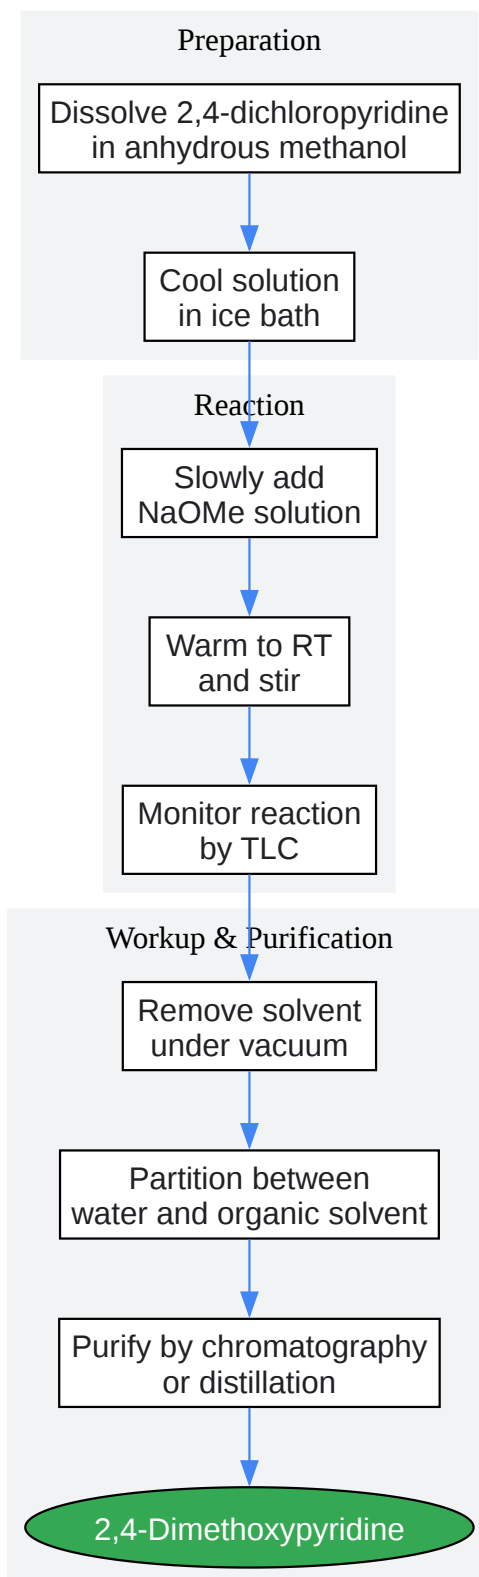 Preparation
Dissolve 2,4-dichloropyridine
in anhydrous methanol
Cool solution
in ice bath
Reaction
Slowly add
NaOMe solution
Warm to RT
and stir
Monitor reaction
by TLC
Workup & Purification
Remove solvent
under vacuum
Partition between
water and organic solvent
Purify by chromatography
or distillation
2,4-Dimethoxypyridine